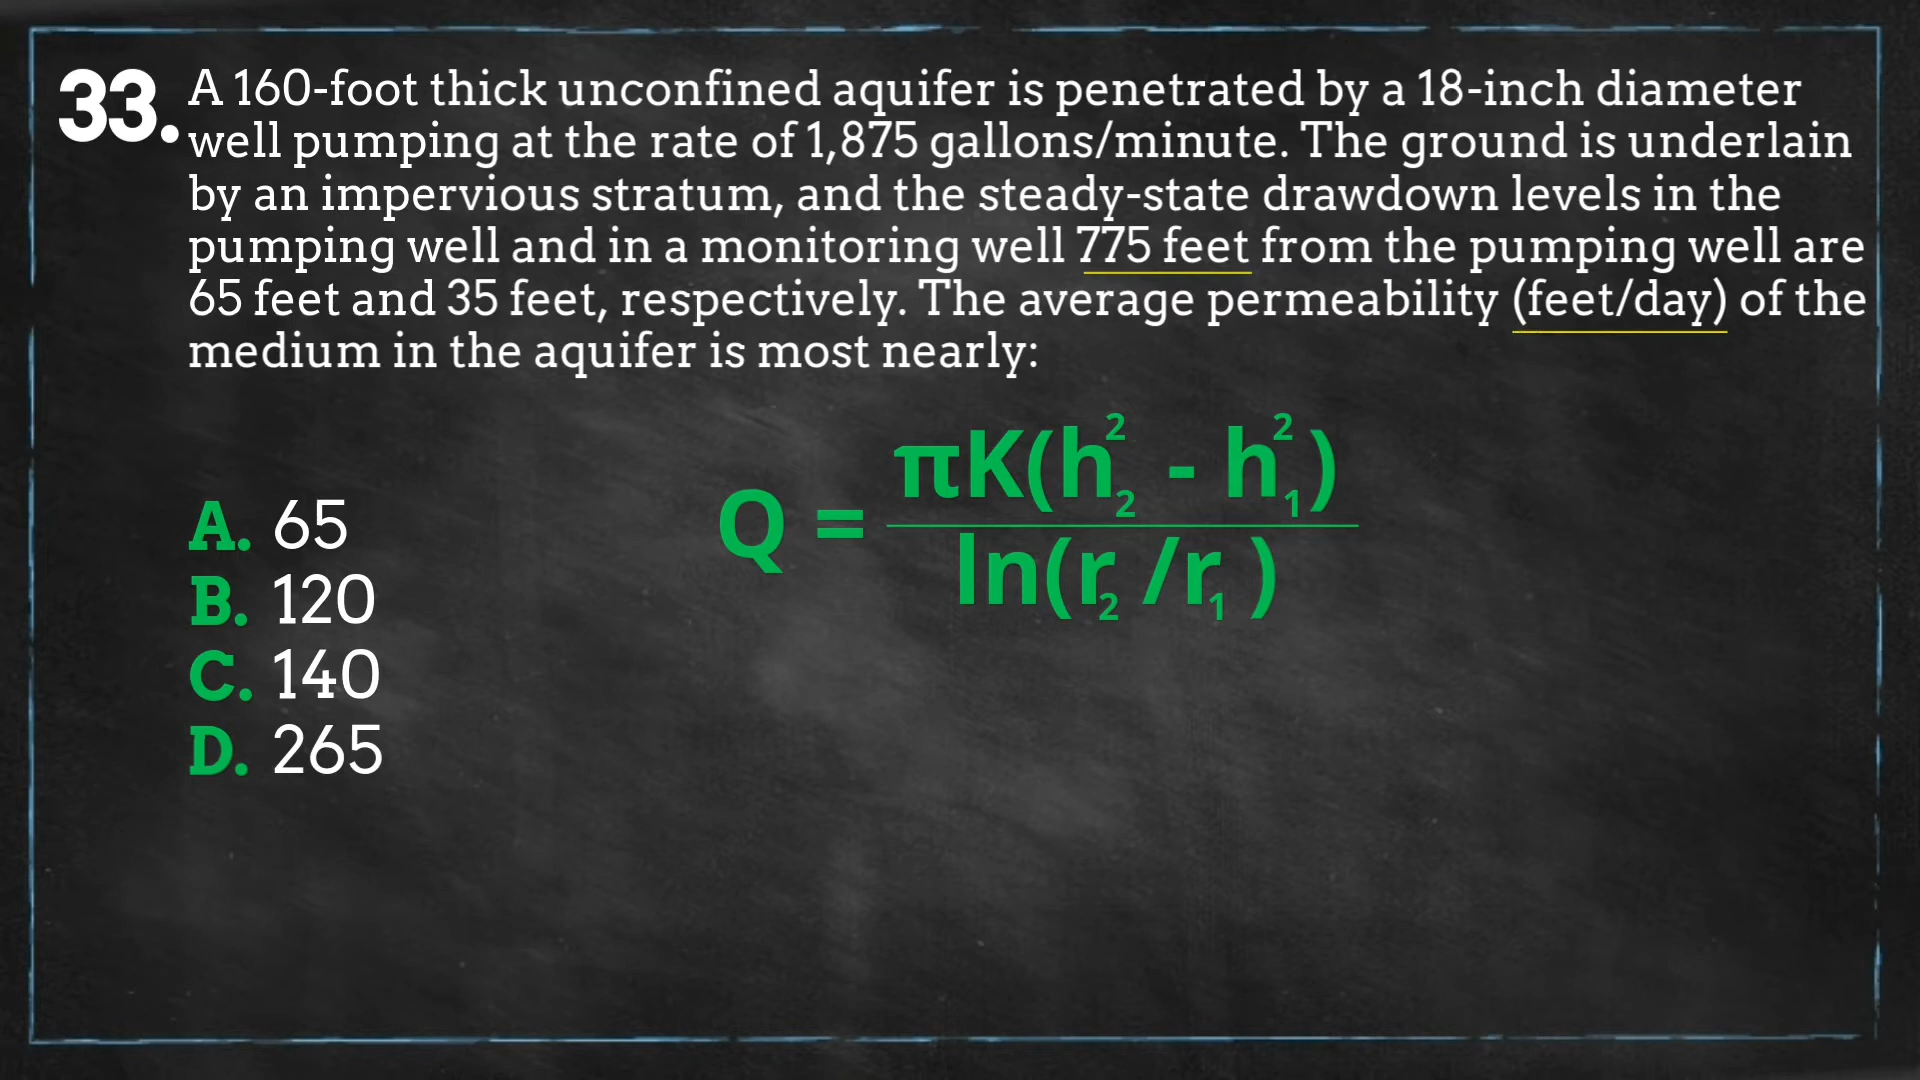 33. A 160-foot thick unconfined aquifer is penetrated by a 18-inch diameter
well pumping at the rate of 1,875 gallons/minute. The ground is underlain
by an impervious stratum, and the steady-state drawdown levels in the
pumping well and in a monitoring well 775 feet from the pumping well are
65 feet and 35 feet, respectively. The average permeability (feet/day) of the
medium in the aquifer is most nearly:
Q = πK(h₂² - h₁²) / ln(r₂/r₁)
A. 65
B. 120
C. 140
D. 265